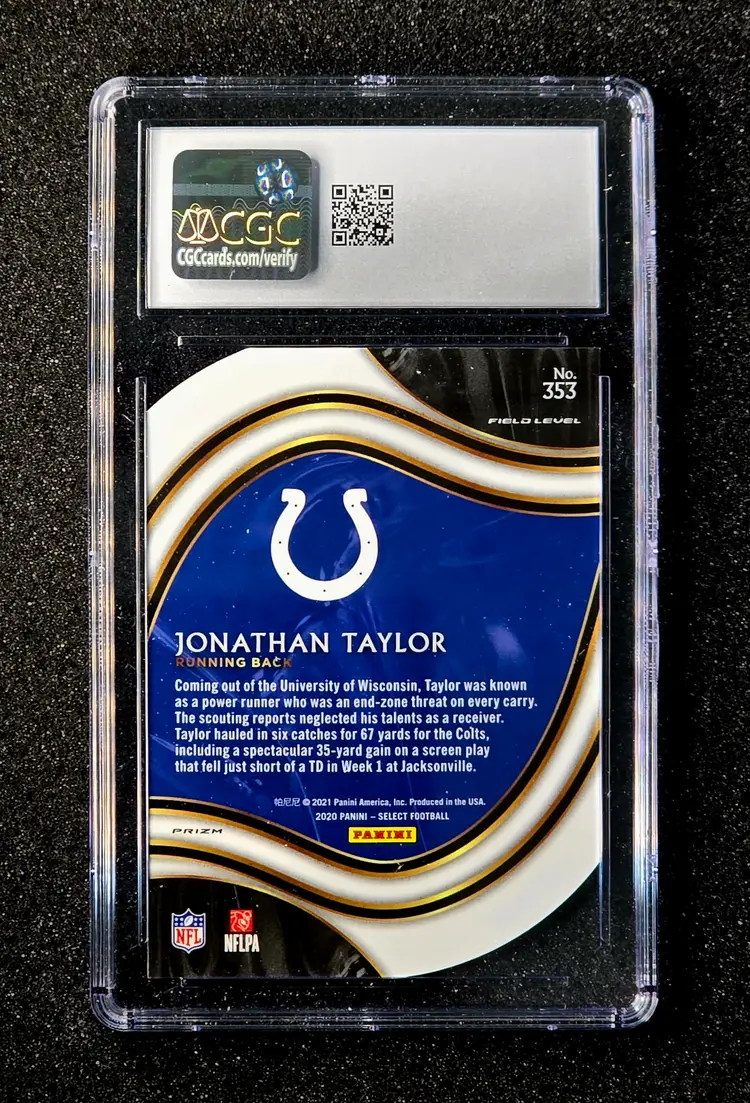 CGC
CGCcards.com/verify
No.
353
FIELD LEVEL
JONATHAN TAYLOR
RUNNING BACK
Coming out of the University of Wisconsin, Taylor was known
as a power runner who was an end-zone threat on every carry.
The scouting reports neglected his talents as a receiver.
Taylor hauled in six catches for 67 yards for the Colts,
including a spectacular 35-yard gain on a screen play
that fell just short of a TD in Week 1 at Jacksonville.
帕尼尼 © 2021 Panini America, Inc. Produced in the USA.
2020 PANINI – SELECT FOOTBALL
PANINI
PRIZM
NFL
NFLPA